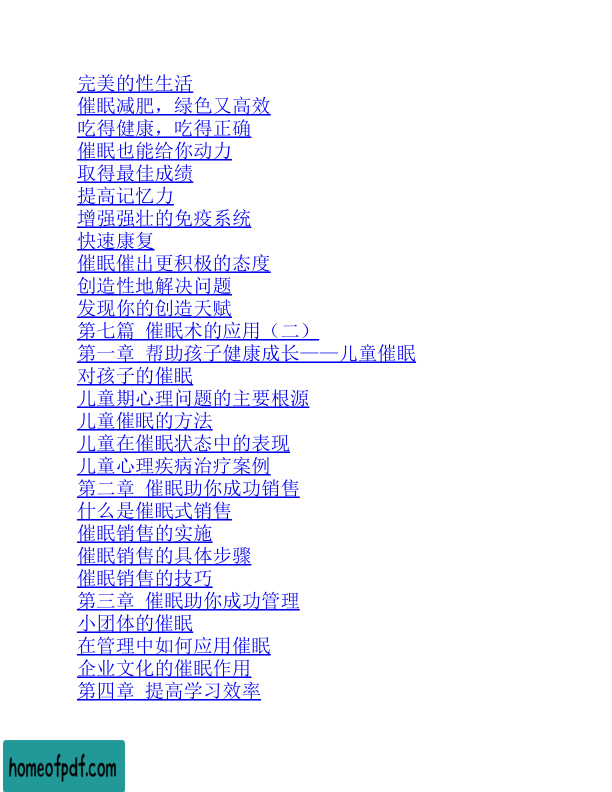 完美的性生活
催眠减肥，绿色又高效
吃得健康，吃得正确
催眠也能给你动力
取得最佳成绩
提高记忆力
增强强壮的免疫系统
快速康复
催眠催出更积极的态度
创造性地解决问题
发现你的创造天赋
第七篇 催眠术的应用（二）
第一章 帮助孩子健康成长——儿童催眠
对孩子的催眠
儿童期心理问题的主要根源
儿童催眠的方法
儿童在催眠状态中的表现
儿童心理疾病治疗案例
第二章 催眠助你成功销售
什么是催眠式销售
催眠销售的实施
催眠销售的具体步骤
催眠销售的技巧
第三章 催眠助你成功管理
小团体的催眠
在管理中如何应用催眠
企业文化的催眠作用
第四章 提高学习效率
homeofpdf.com